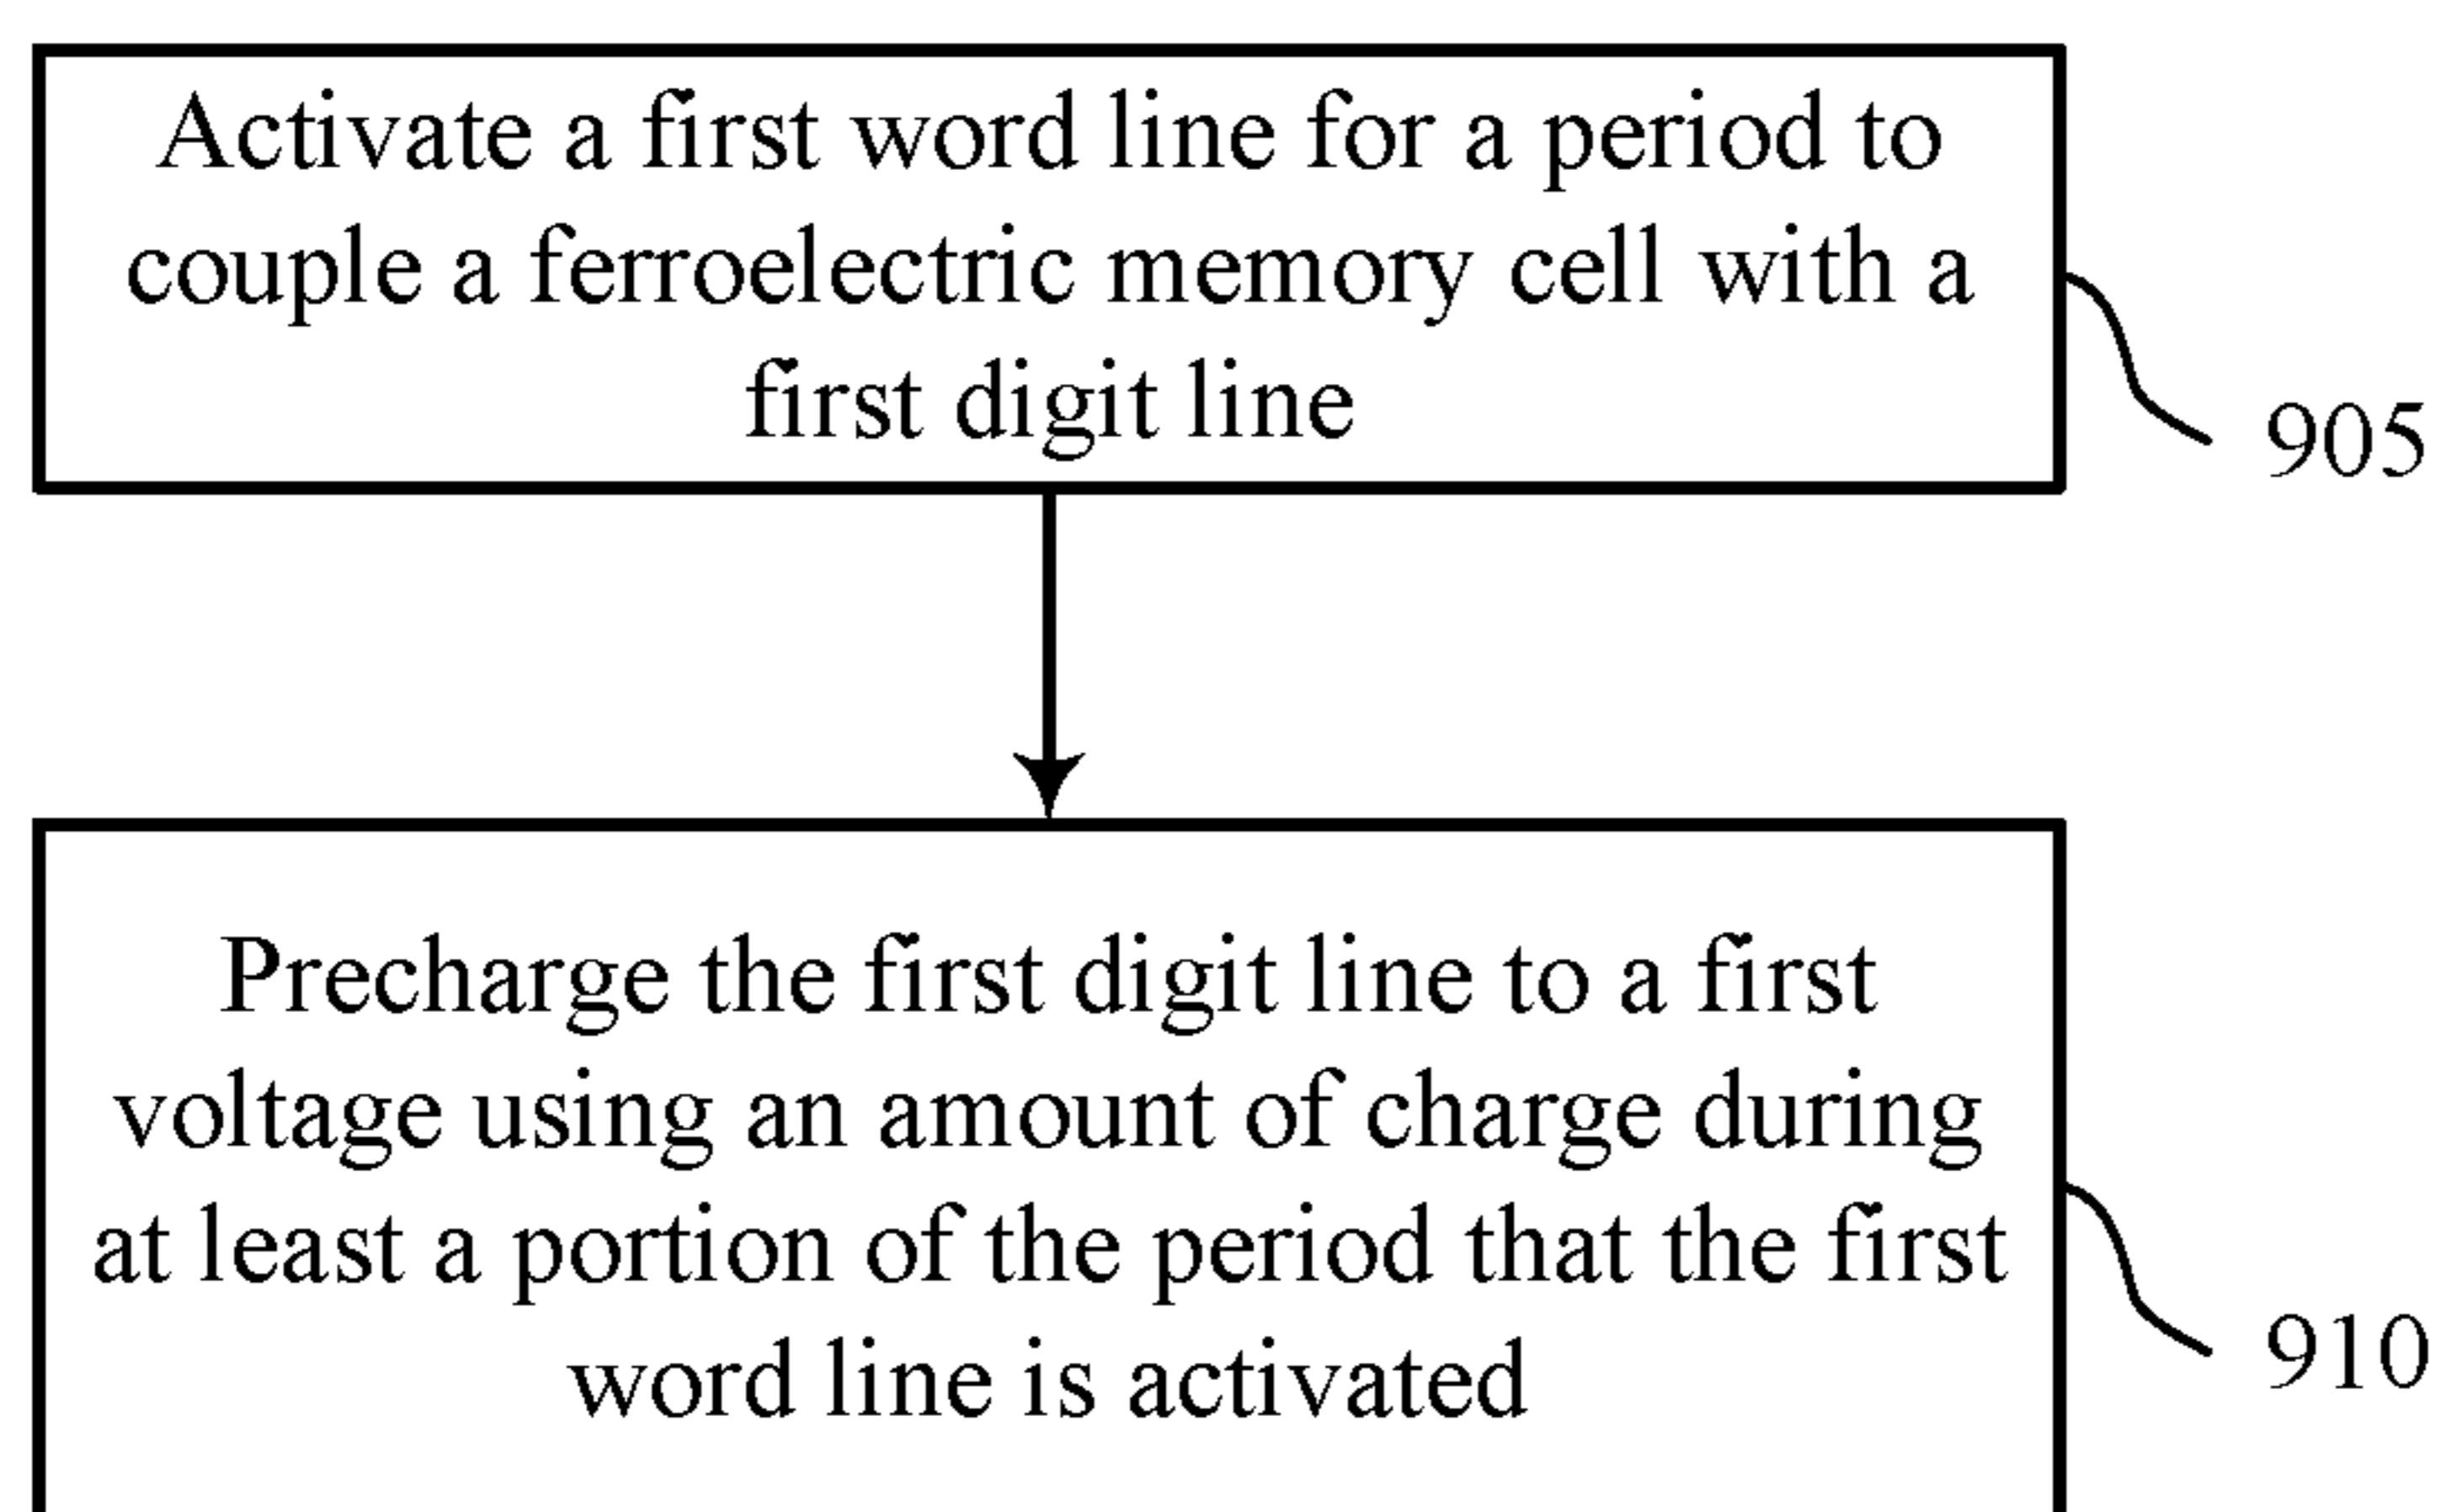 Activate a first word line for a period to
couple a ferroelectric memory cell with a
first digit line
905
Precharge the first digit line to a first
voltage using an amount of charge during
at least a portion of the period that the first
word line is activated
910